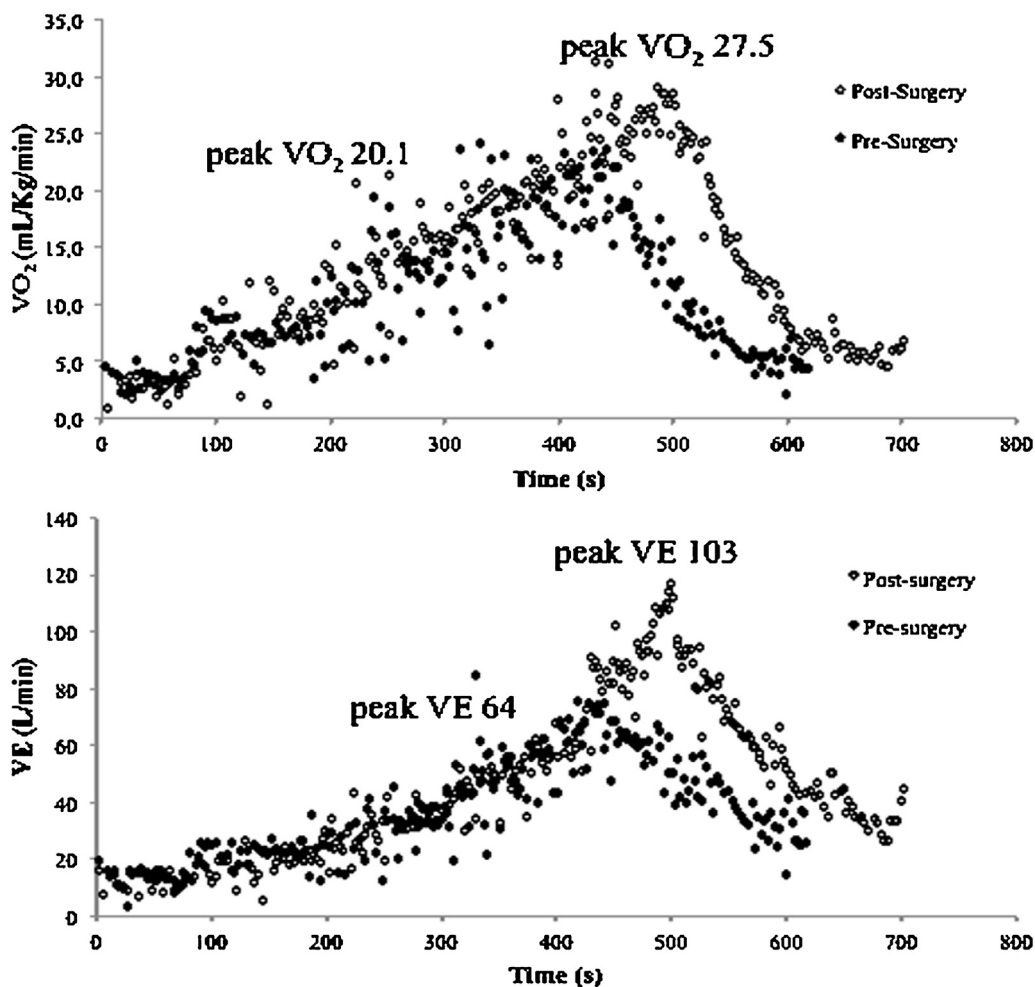 35,0
30,0
25,0
20,0
15,0
10,0
5,0
0,0
peak VO₂ 27.5
peak VO₂ 20.1
Post-Surgery
Pre-Surgery
VO₂ (mL/Kg/min)
0 100 200 300 400 500 600 700 800
Time (s)
140
120
100
80
60
40
20
0
peak VE 103
peak VE 64
Post-surgery
Pre-surgery
VE (L/min)
0 100 200 300 400 500 600 700 800
Time (s)